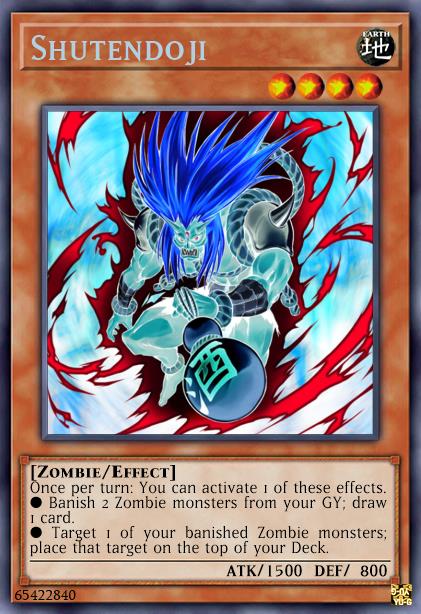 SHUTENDOJI
EARTH
地
酒
[ZOMBIE/EFFECT]
Once per turn: You can activate 1 of these effects.
● Banish 2 Zombie monsters from your GY; draw
1 card.
● Target 1 of your banished Zombie monsters;
place that target on the top of your Deck.
ATK/1500 DEF/ 800
65422840